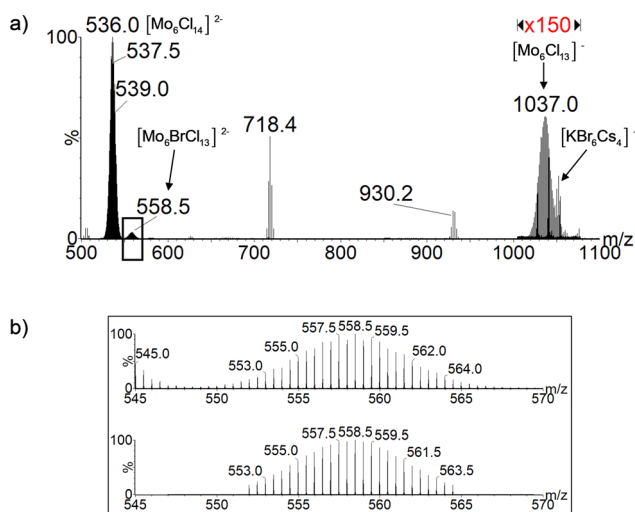 a)
x150
100
536.0 [Mo6Cl14] 2-
537.5
539.0
[Mo6BrCl13] 2-
558.5
718.4
930.2
[Mo6Cl13] -
1037.0
[KBr6Cs4] -
%
0
500 600 700 800 900 1000 1100 m/z
b)
100
%
0
545.0
553.0
555.0
557.5 558.5 559.5
562.0
564.0
545 550 555 560 565 570 m/z
100
%
0
553.0
555.0
557.5 558.5 559.5
561.5
563.5
545 550 555 560 565 570 m/z